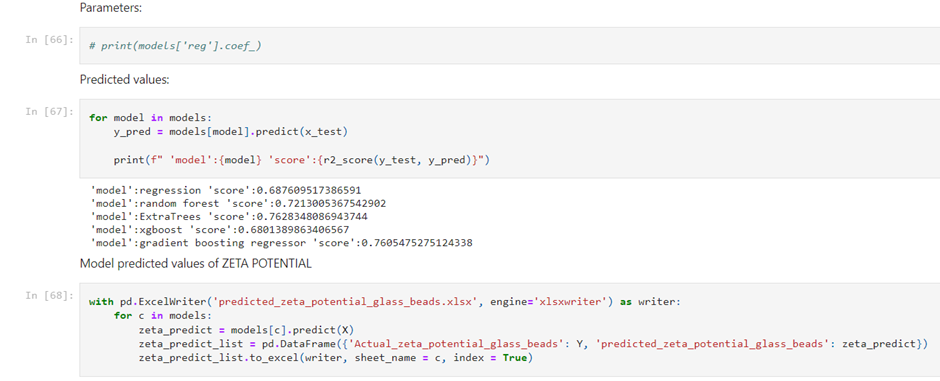 Parameters:
In [66]:
# print(models['reg'].coef_)
Predicted values:
In [67]:
for model in models:
    y_pred = models[model].predict(x_test)
    print(f" 'model':{model} 'score':{r2_score(y_test, y_pred)}")
'model':regression 'score':0.687609517386591
'model':random forest 'score':0.7213005367542902
'model':ExtraTrees 'score':0.7628348086943744
'model':xgboost 'score':0.6801389863406567
'model':gradient boosting regressor 'score':0.7605475275124338
Model predicted values of ZETA POTENTIAL
In [68]:
with pd.ExcelWriter('predicted_zeta_potential_glass_beads.xlsx', engine='xlsxwriter') as writer:
    for c in models:
        zeta_predict = models[c].predict(X)
        zeta_predict_list = pd.DataFrame({'Actual_zeta_potential_glass_beads': Y, 'predicted_zeta_potential_glass_beads': zeta_predict})
        zeta_predict_list.to_excel(writer, sheet_name = c, index = True)